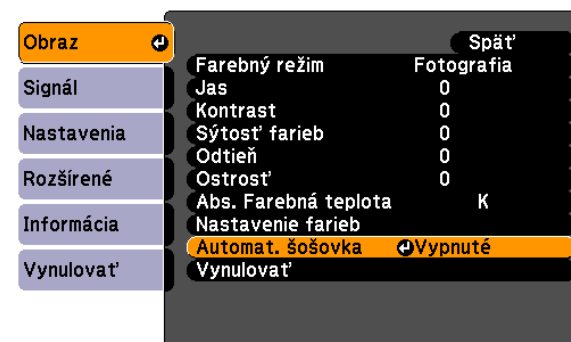 Obraz
Signál
Nastavenia
Rozšírené
Informácia
Vynulovať
Späť
Farebný režim Fotografia
Jas 0
Kontrast 0
Sýtosť farieb 0
Odtieň 0
Ostrosť 0
Abs. Farebná teplota K
Nastavenie farieb
Automat. šošovka Vypnuté
Vynulovať